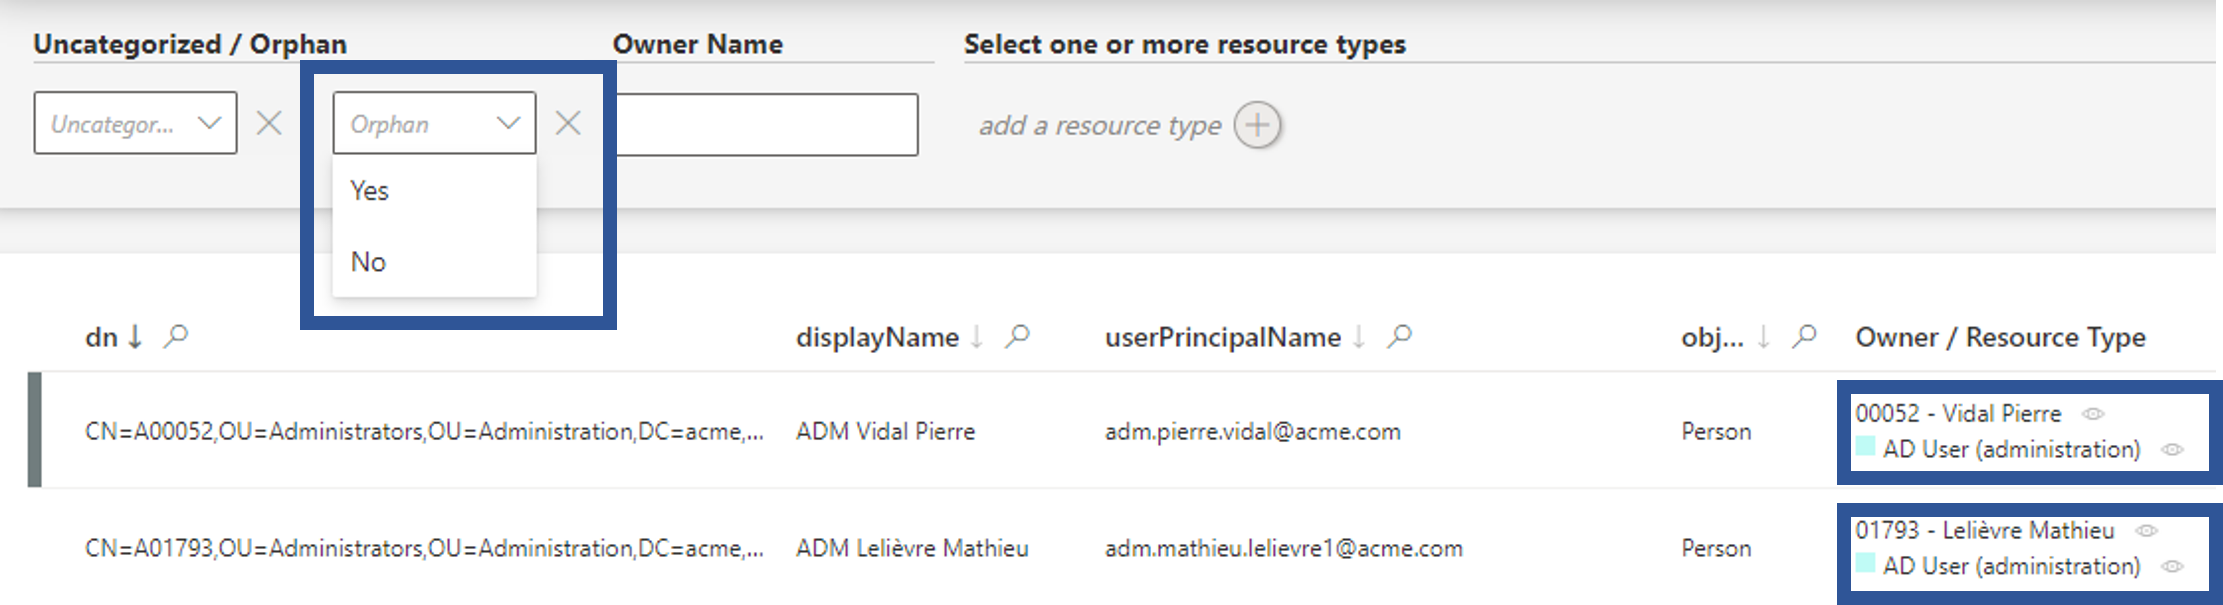 Uncategorized / Orphan Owner Name Select one or more resource types
Uncategor... Orphan add a resource type
Yes
No
dn displayName userPrincipalName obj... Owner / Resource Type
CN=A00052,OU=Administrators,OU=Administration,DC=acme,... ADM Vidal Pierre adm.pierre.vidal@acme.com Person 00052 - Vidal Pierre
AD User (administration)
CN=A01793,OU=Administrators,OU=Administration,DC=acme,... ADM Lelièvre Mathieu adm.mathieu.lelievre1@acme.com Person 01793 - Lelièvre Mathieu
AD User (administration)